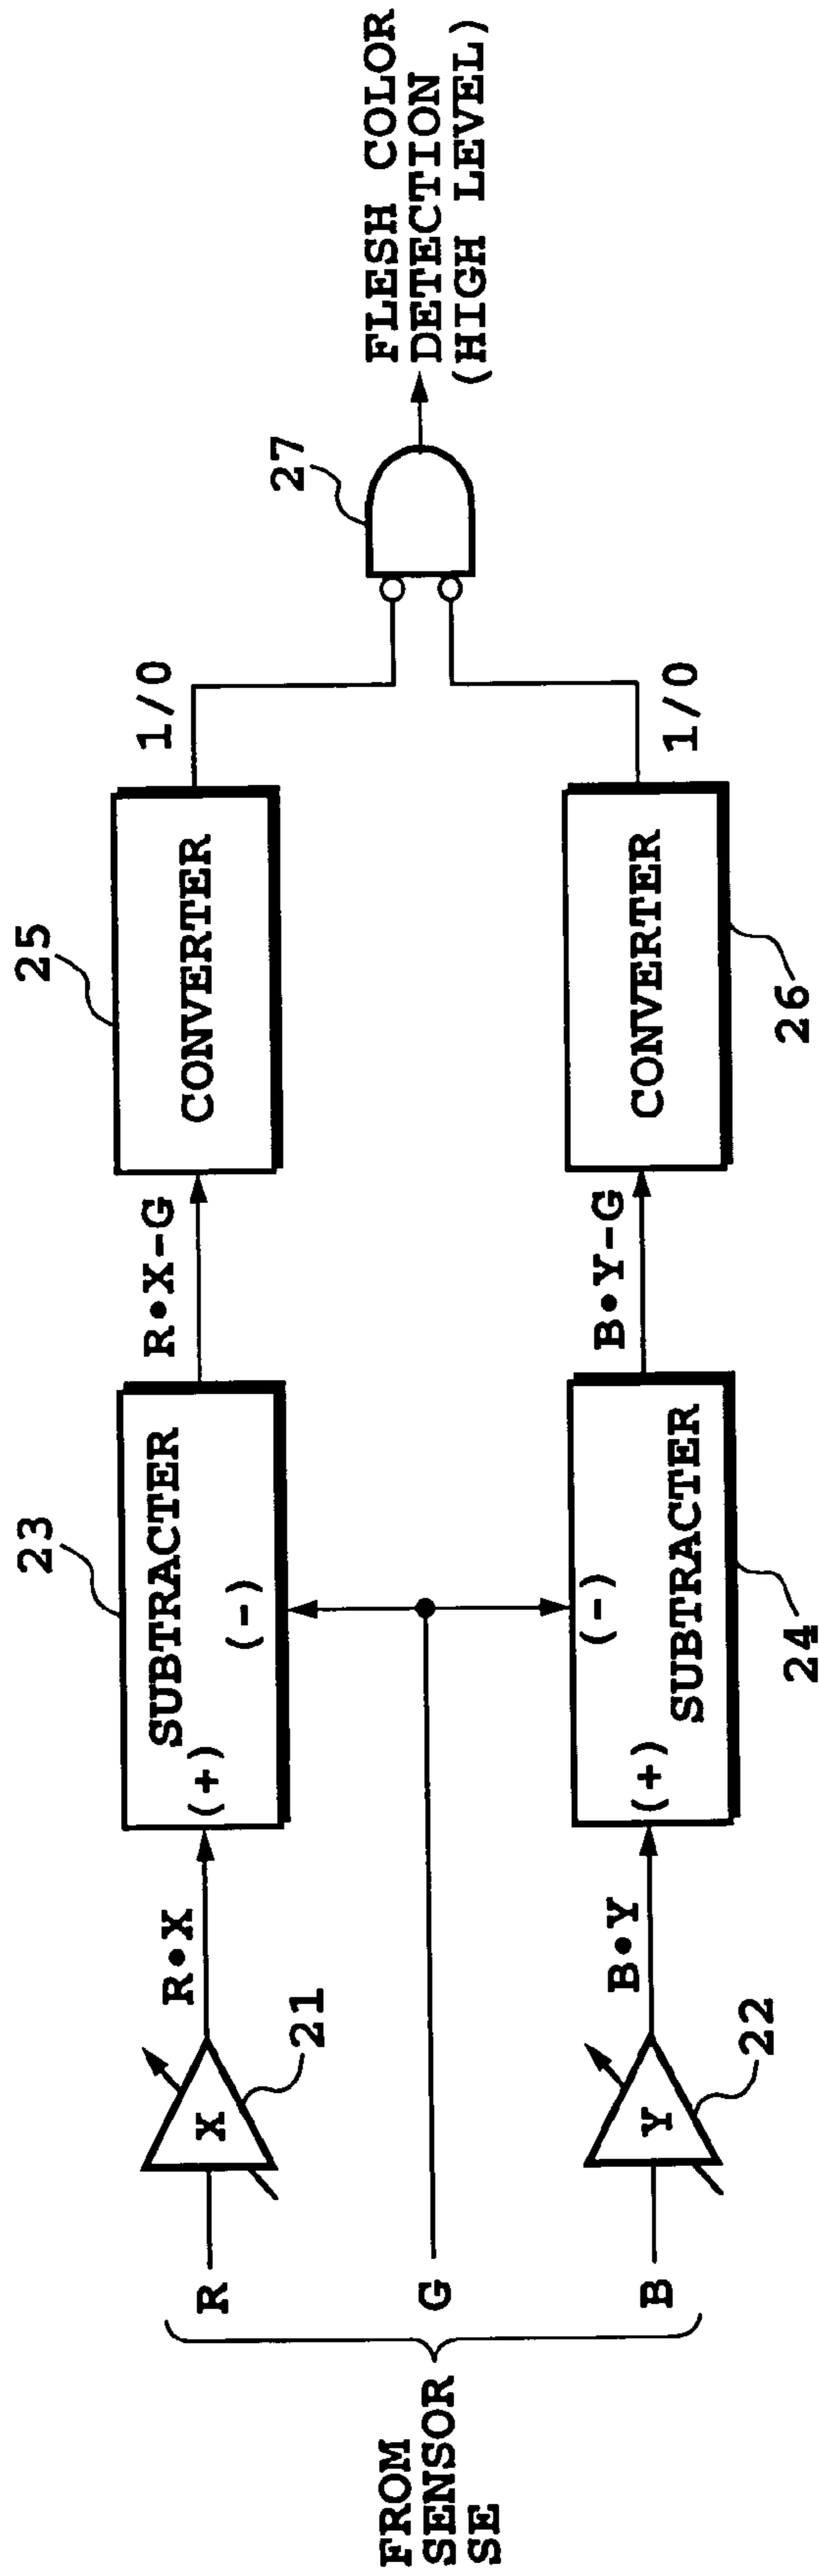 FROM
SENSOR
SE
R
G
B
X
21
Y
22
R•X
B•Y
23
SUBTRACTER
(+)
(-)
(-)
(+)
SUBTRACTER
24
R•X-G
B•Y-G
25
CONVERTER
CONVERTER
26
1/0
1/0
27
FLESH COLOR
DETECTION
(HIGH LEVEL)